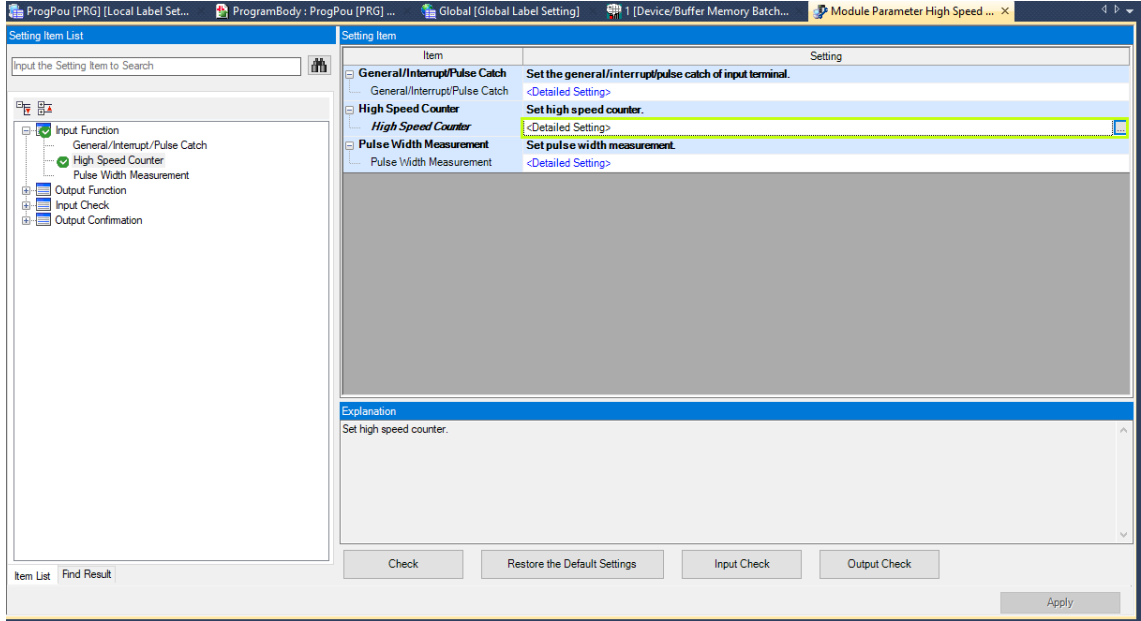 ProgPou [PRG] [Local Label Set... ProgramBody : ProgPou [PRG] ... Global [Global Label Setting] 1 [Device/Buffer Memory Batch... Module Parameter High Speed ...
Setting Item List
Input the Setting Item to Search
Input Function
General/Interrupt/Pulse Catch
High Speed Counter
Pulse Width Measurement
Output Function
Input Check
Output Confirmation
Item List Find Result
Setting Item
Item Setting
General/Interrupt/Pulse Catch Set the general/interrupt/pulse catch of input terminal.
General/Interrupt/Pulse Catch <Detailed Setting>
High Speed Counter Set high speed counter.
High Speed Counter <Detailed Setting> ...
Pulse Width Measurement Set pulse width measurement.
Pulse Width Measurement <Detailed Setting>
Explanation
Set high speed counter.
Check Restore the Default Settings Input Check Output Check
Apply